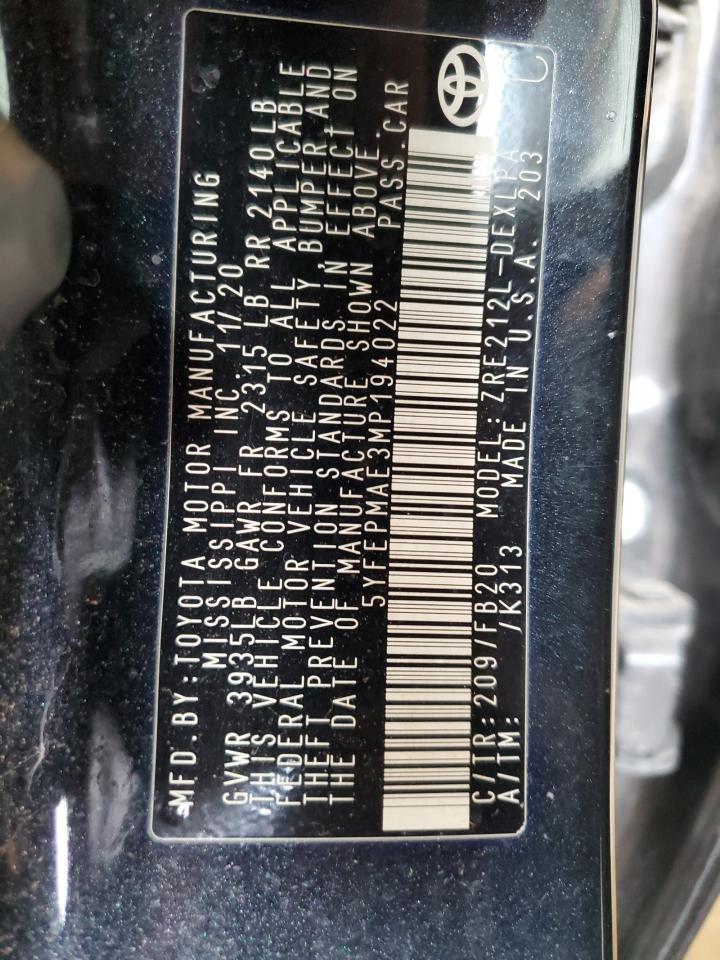 MFD.BY:TOYOTA MOTOR MANUFACTURING
MISSISSIPPI INC. 11/20
GVWR 3935LB GAWR FR 2315 LB RR 2140LB
THIS VEHICLE CONFORMS TO ALL APPLICABLE
FEDERAL MOTOR VEHICLE SAFETY, BUMPER,AND
THEFT PREVENTION STANDARDS IN EFFECT ON
THE DATE OF MANUFACTURE SHOWN ABOVE.
5YFEPMAE3MP194022 PASS.CAR
C/TR:209/FB20 MODEL:ZRE212L-DEXLPA
A/TM: /K313 MADE IN U.S.A. 203
C